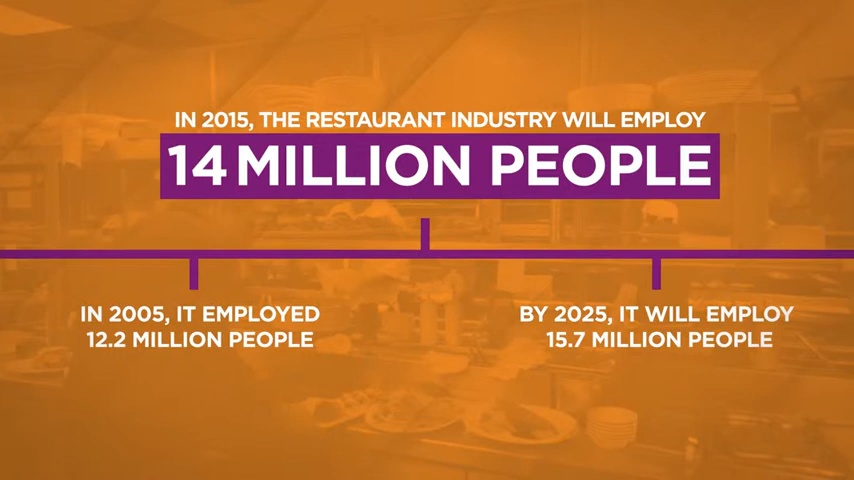 IN 2015, THE RESTAURANT INDUSTRY WILL EMPLOY
14 MILLION PEOPLE
IN 2005, IT EMPLOYED
12.2 MILLION PEOPLE
BY 2025, IT WILL EMPLOY
15.7 MILLION PEOPLE